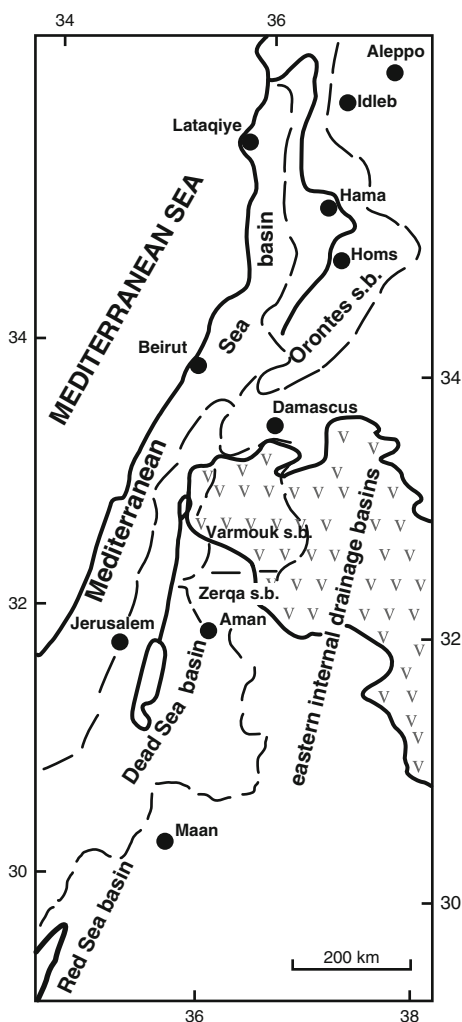 34 36
Aleppo
Idleb
Lataqiye
Hama
MEDITERRANEAN SEA
Homs
Orontes s.b.
Mediterranean Sea basin
34
Beirut
34
Damascus
V V V V V V V V V V V V V V V V V V V V V V V V V V V V V V V V V V V V V V V V V V V V V V V V V V V V V V
Varmouk s.b.
eastern internal drainage basins
Zerqa s.b.
32
Jerusalem
Aman
32
Dead Sea basin
Maan
30
30
Red Sea basin
200 km
36 38